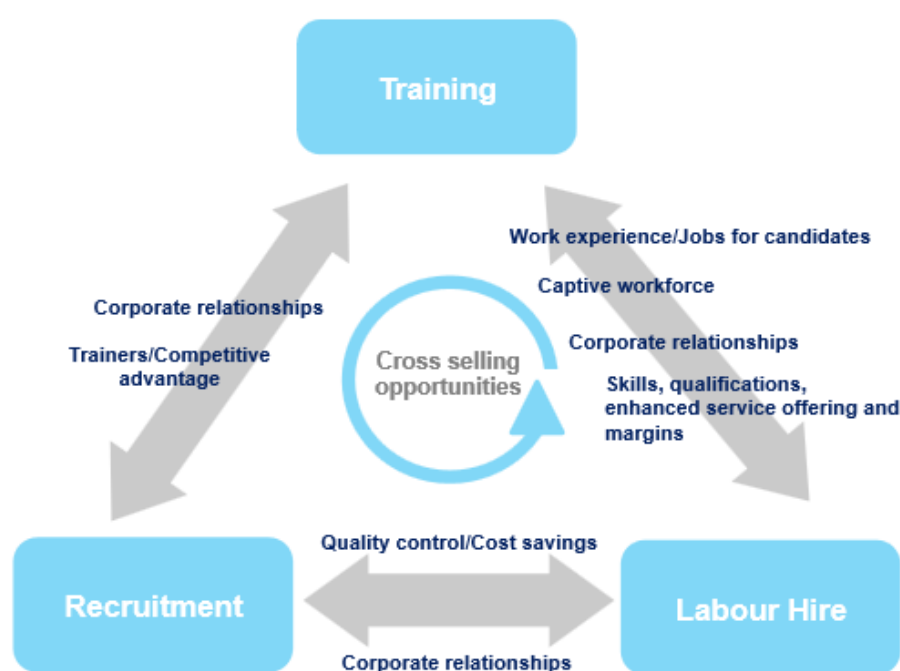 Training
Work experience/Jobs for candidates
Captive workforce
Corporate relationships
Trainers/Competitive
advantage
Cross selling
opportunities
Corporate relationships
Skills, qualifications,
enhanced service offering and
margins
Quality control/Cost savings
Recruitment
Labour Hire
Corporate relationships